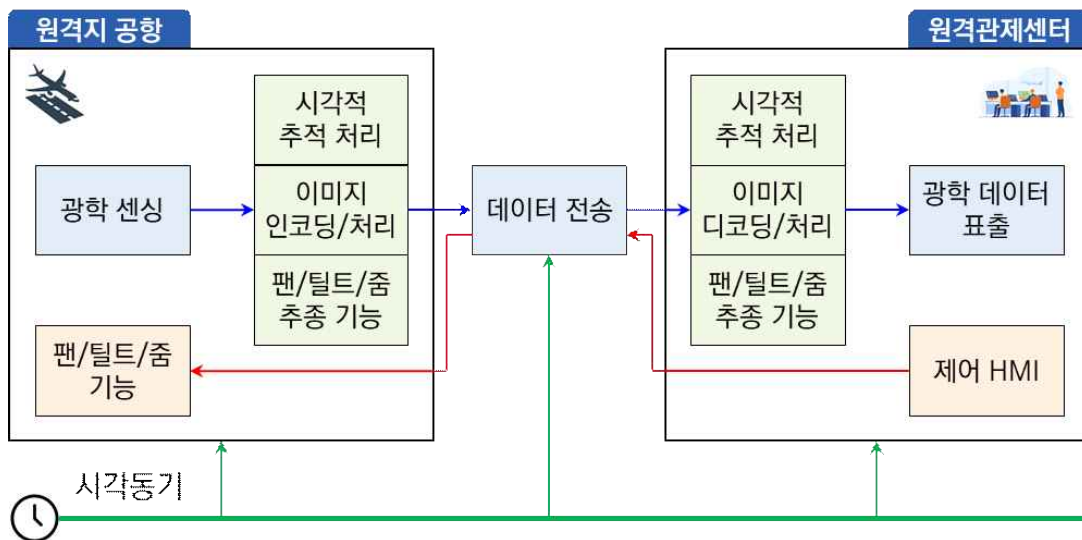 원격지 공항
원격관제센터
시각적
추적 처리
광학 센싱
이미지
인코딩/처리
팬/틸트/줌
추종 기능
팬/틸트/줌
기능
데이터 전송
시각적
추적 처리
이미지
디코딩/처리
팬/틸트/줌
추종 기능
광학 데이터
표출
제어 HMI
시각동기